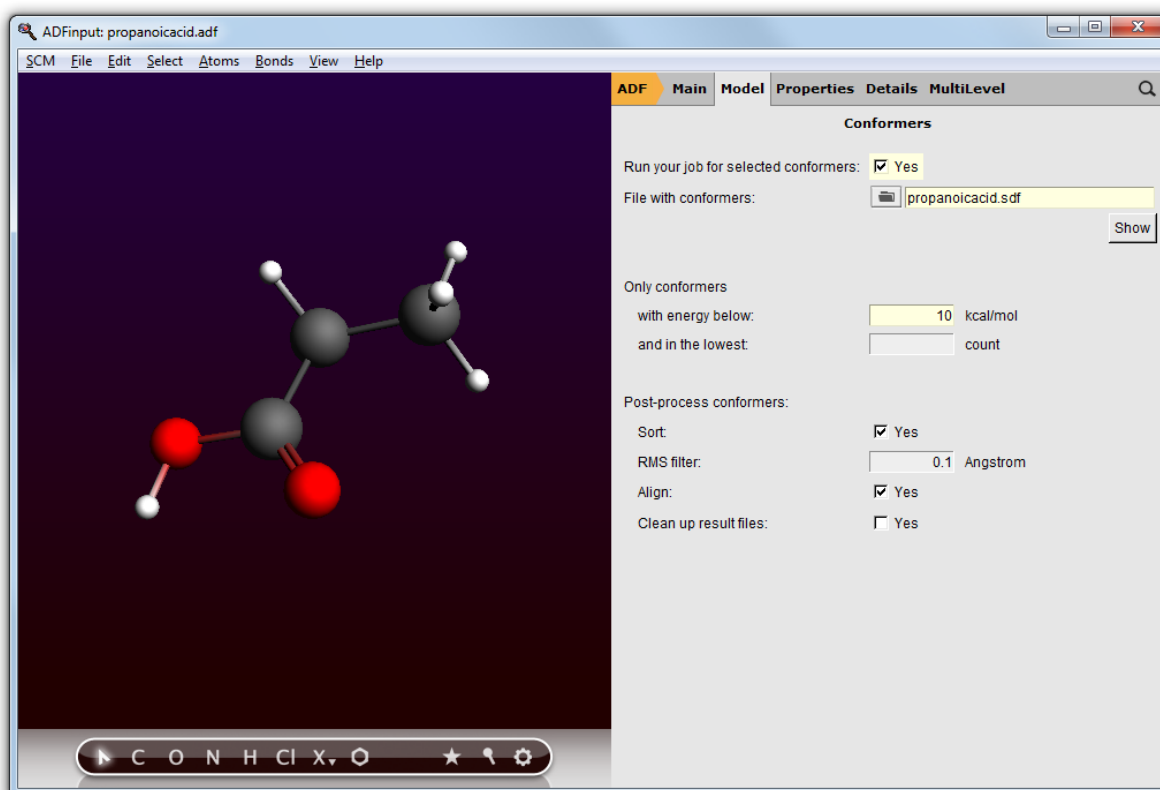 ADFinput: propanoicacid.adf
SCM File Edit Select Atoms Bonds View Help
ADF Main Model Properties Details MultiLevel
Conformers
Run your job for selected conformers: Yes
File with conformers: propanoicacid.sdf
Show
Only conformers
with energy below: 10 kcal/mol
and in the lowest: count
Post-process conformers:
Sort: Yes
RMS filter: 0.1 Angstrom
Align: Yes
Clean up result files: Yes
C O N H Cl X